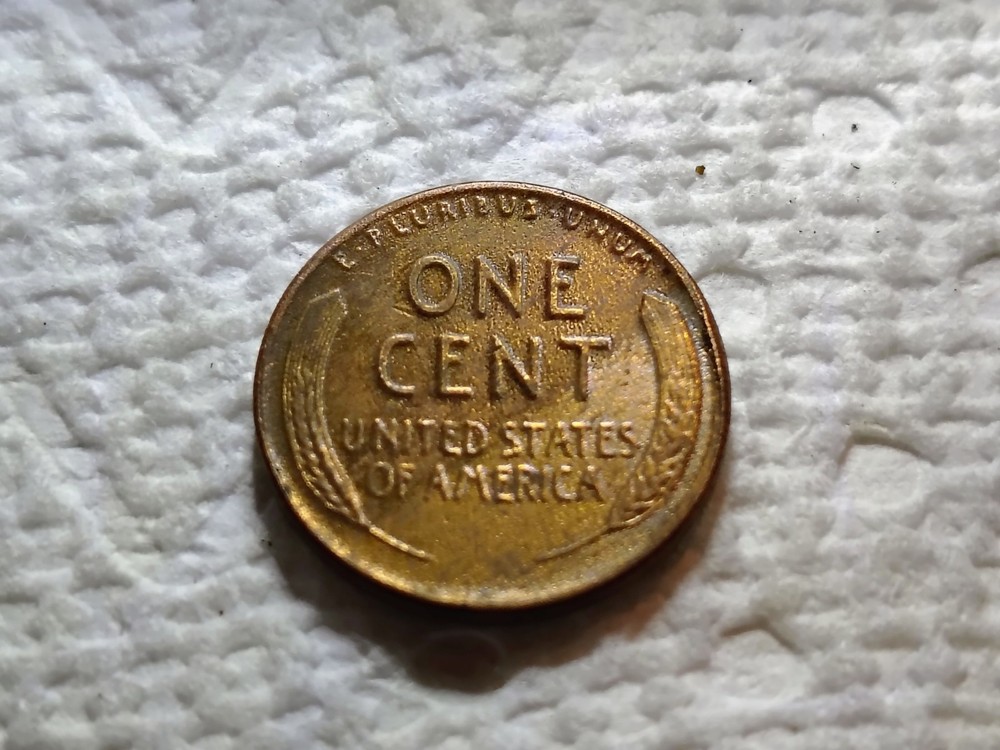 E PLURIBUS UNUM
ONE
CENT
UNITED STATES
OF AMERICA